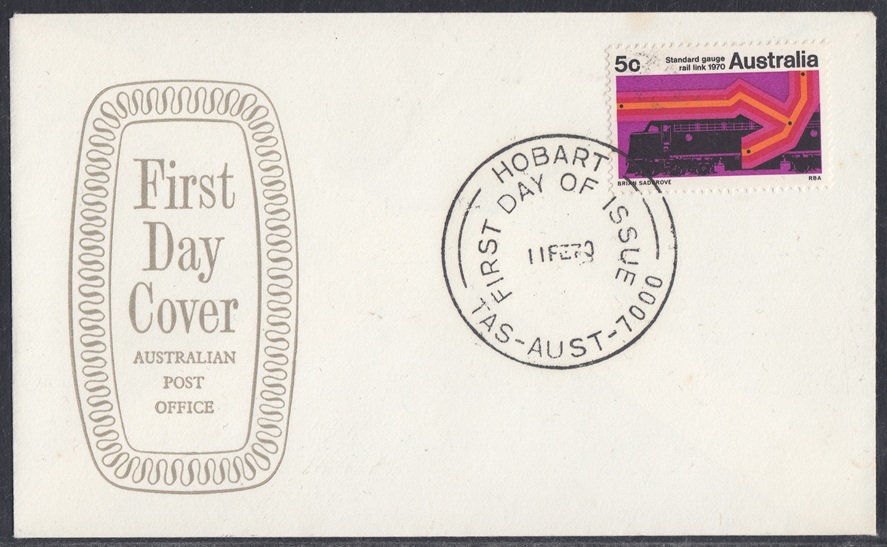 First
Day
Cover
AUSTRALIAN
POST
OFFICE
5c
Standard gauge
rail link 1970
Australia
BRIAN SADGROVE
RBA
HOBART
FIRST DAY OF ISSUE
11FE70
TAS-AUST-7000